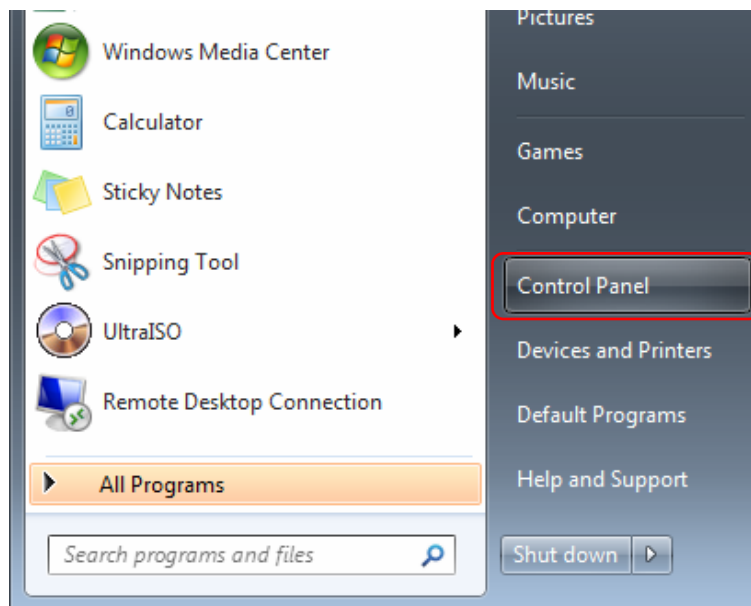 Windows Media Center
Calculator
Sticky Notes
Snipping Tool
UltraISO
Remote Desktop Connection
All Programs
Search programs and files
Pictures
Music
Games
Computer
Control Panel
Devices and Printers
Default Programs
Help and Support
Shut down